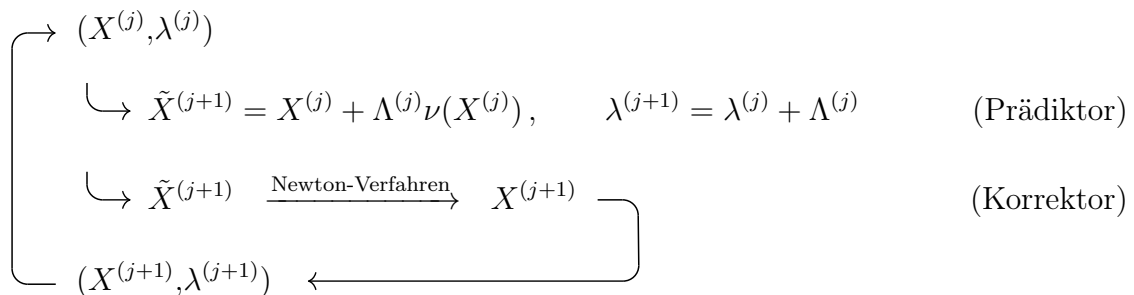 (X^{(j)},λ^{(j)})
X̃^{(j+1)} = X^{(j)} + Λ^{(j)}ν(X^{(j)}) , λ^{(j+1)} = λ^{(j)} + Λ^{(j)} (Prädiktor)
X̃^{(j+1)} Newton-Verfahren X^{(j+1)} (Korrektor)
(X^{(j+1)},λ^{(j+1)})